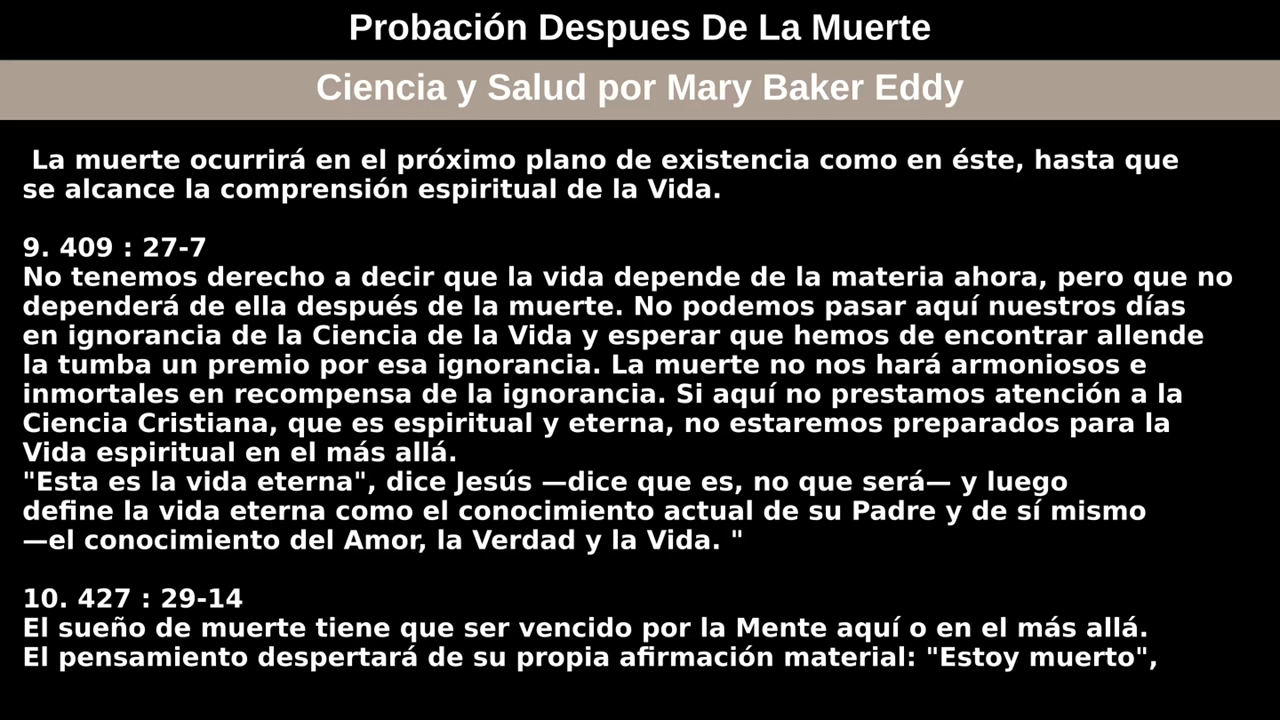 Probación Despues De La Muerte
Ciencia y Salud por Mary Baker Eddy
La muerte ocurrirá en el próximo plano de existencia como en éste, hasta que
se alcance la comprensión espiritual de la Vida.
9. 409 : 27-7
No tenemos derecho a decir que la vida depende de la materia ahora, pero que no
dependerá de ella después de la muerte. No podemos pasar aquí nuestros días
en ignorancia de la Ciencia de la Vida y esperar que hemos de encontrar allende
la tumba un premio por esa ignorancia. La muerte no nos hará armoniosos e
inmortales en recompensa de la ignorancia. Si aquí no prestamos atención a la
Ciencia Cristiana, que es espiritual y eterna, no estaremos preparados para la
Vida espiritual en el más allá.
"Esta es la vida eterna", dice Jesús —dice que es, no que será— y luego
define la vida eterna como el conocimiento actual de su Padre y de sí mismo
—el conocimiento del Amor, la Verdad y la Vida. "
10. 427 : 29-14
El sueño de muerte tiene que ser vencido por la Mente aquí o en el más allá.
El pensamiento despertará de su propia afirmación material: "Estoy muerto",